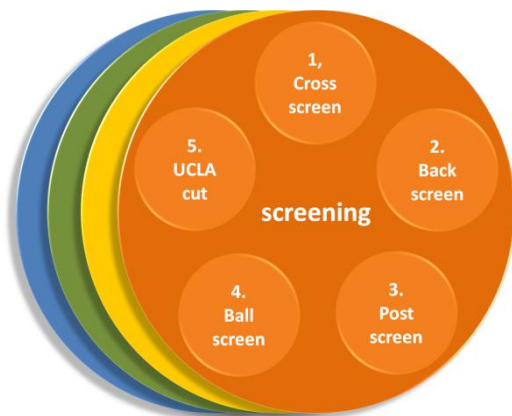 1,
Cross
screen
2.
Back
screen
3.
Post
screen
4.
Ball
screen
5.
UCLA
cut
screening